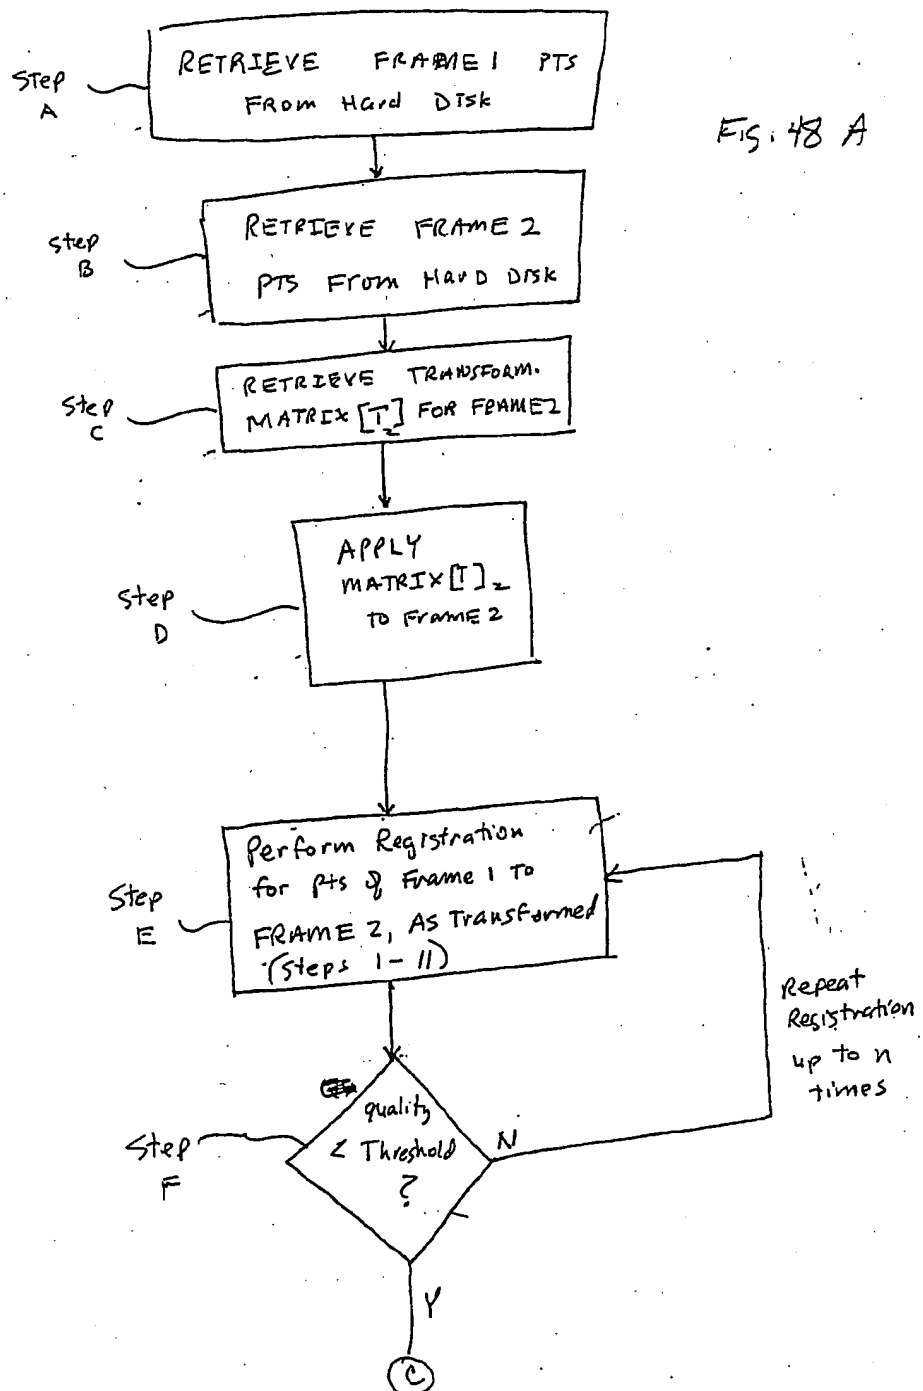 RETRIEVE FRAME 1 PTS
FROM Hard DISK
Step
A
Fig. 48 A
RETRIEVE FRAME 2
PTS From HarD DISK
Step
B
RETRIEVE TRANSFORM.
MATRIX [T2] FOR FRAME2
Step
C
APPLY
MATRIX [T]2
to FramE 2
Step
D
Perform Registration
for pts of Frame 1 To
FRAME 2, As Transformed
(steps 1-11)
Step
E
Repeat
Registration
up to n
times
quality
< Threshold
?
Step
F
N
Y
C